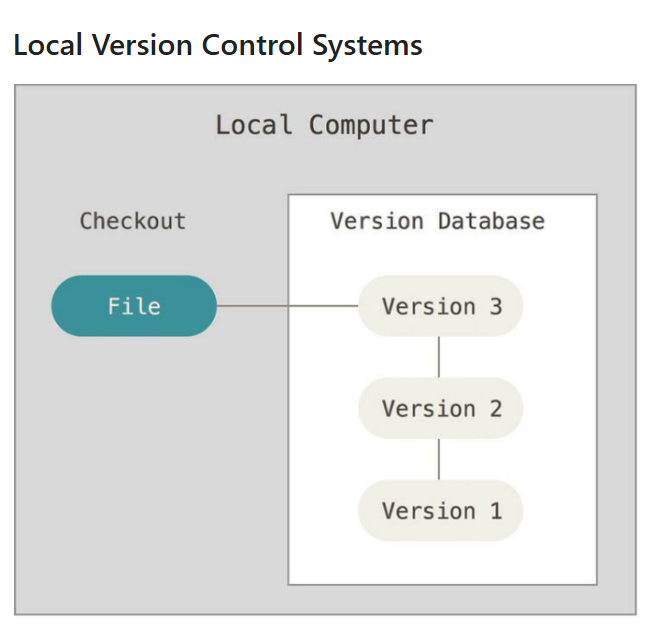 Local Version Control Systems
Local Computer
Checkout
Version Database
File
Version 3
Version 2
Version 1